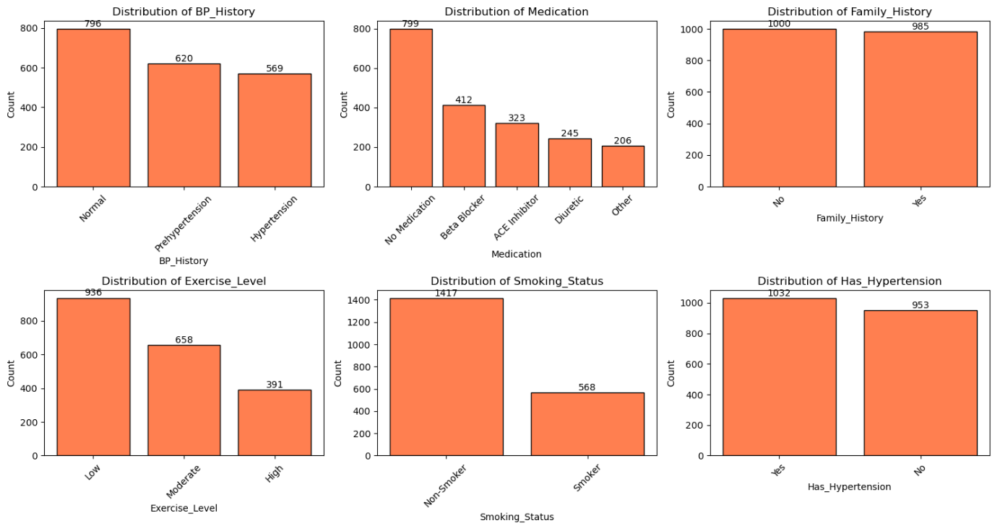 Distribution of BP_History
Count
800
600
400
200
0
796
620
569
Normal
Prehypertension
Hypertension
BP_History
Distribution of Medication
Count
800
600
400
200
0
799
412
323
245
206
No Medication
Beta Blocker
ACE Inhibitor
Diuretic
Other
Medication
Distribution of Family_History
Count
1000
800
600
400
200
0
1000
985
No
Yes
Family_History
Distribution of Exercise_Level
Count
800
600
400
200
0
936
658
391
Low
Moderate
High
Exercise_Level
Distribution of Smoking_Status
Count
1400
1200
1000
800
600
400
200
0
1417
568
Non-Smoker
Smoker
Smoking_Status
Distribution of Has_Hypertension
Count
1000
800
600
400
200
0
1032
953
Yes
No
Has_Hypertension